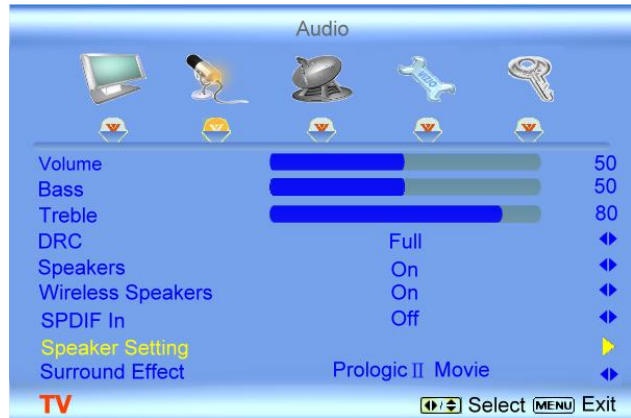 Audio
VIZIO
Volume 50
Bass 50
Treble 80
DRC Full
Speakers On
Wireless Speakers On
SPDIF In Off
Speaker Setting
Surround Effect Prologic II Movie
TV Select MENU Exit